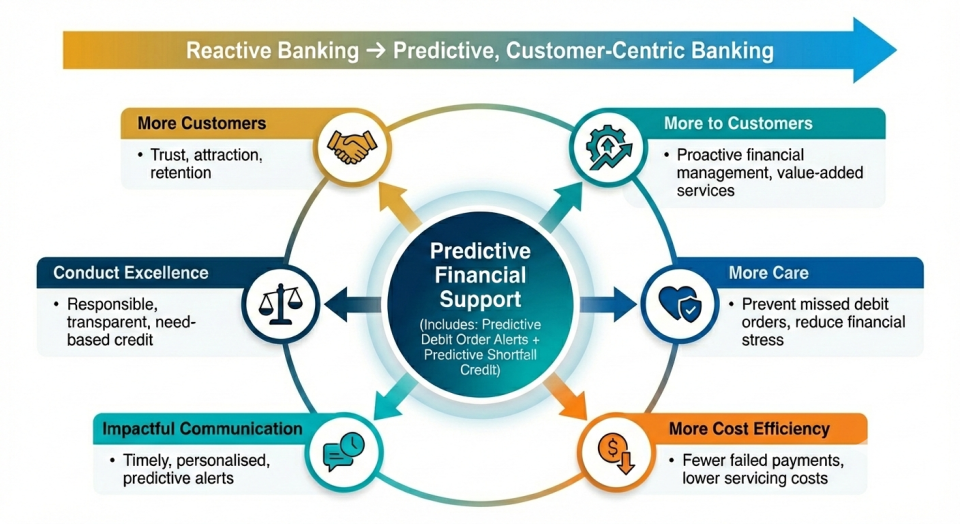 Reactive Banking → Predictive, Customer-Centric Banking
More Customers
• Trust, attraction,
retention
More to Customers
• Proactive financial
management, value-added
services
Conduct Excellence
• Responsible,
transparent, need-
based credit
Predictive
Financial
Support
(Includes: Predictive
Debit Order Alerts +
Predictive Shortfall
Credit)
More Care
• Prevent missed debit
orders, reduce financial
stress
Impactful Communication
• Timely, personalised,
predictive alerts
More Cost Efficiency
• Fewer failed payments,
lower servicing costs
$